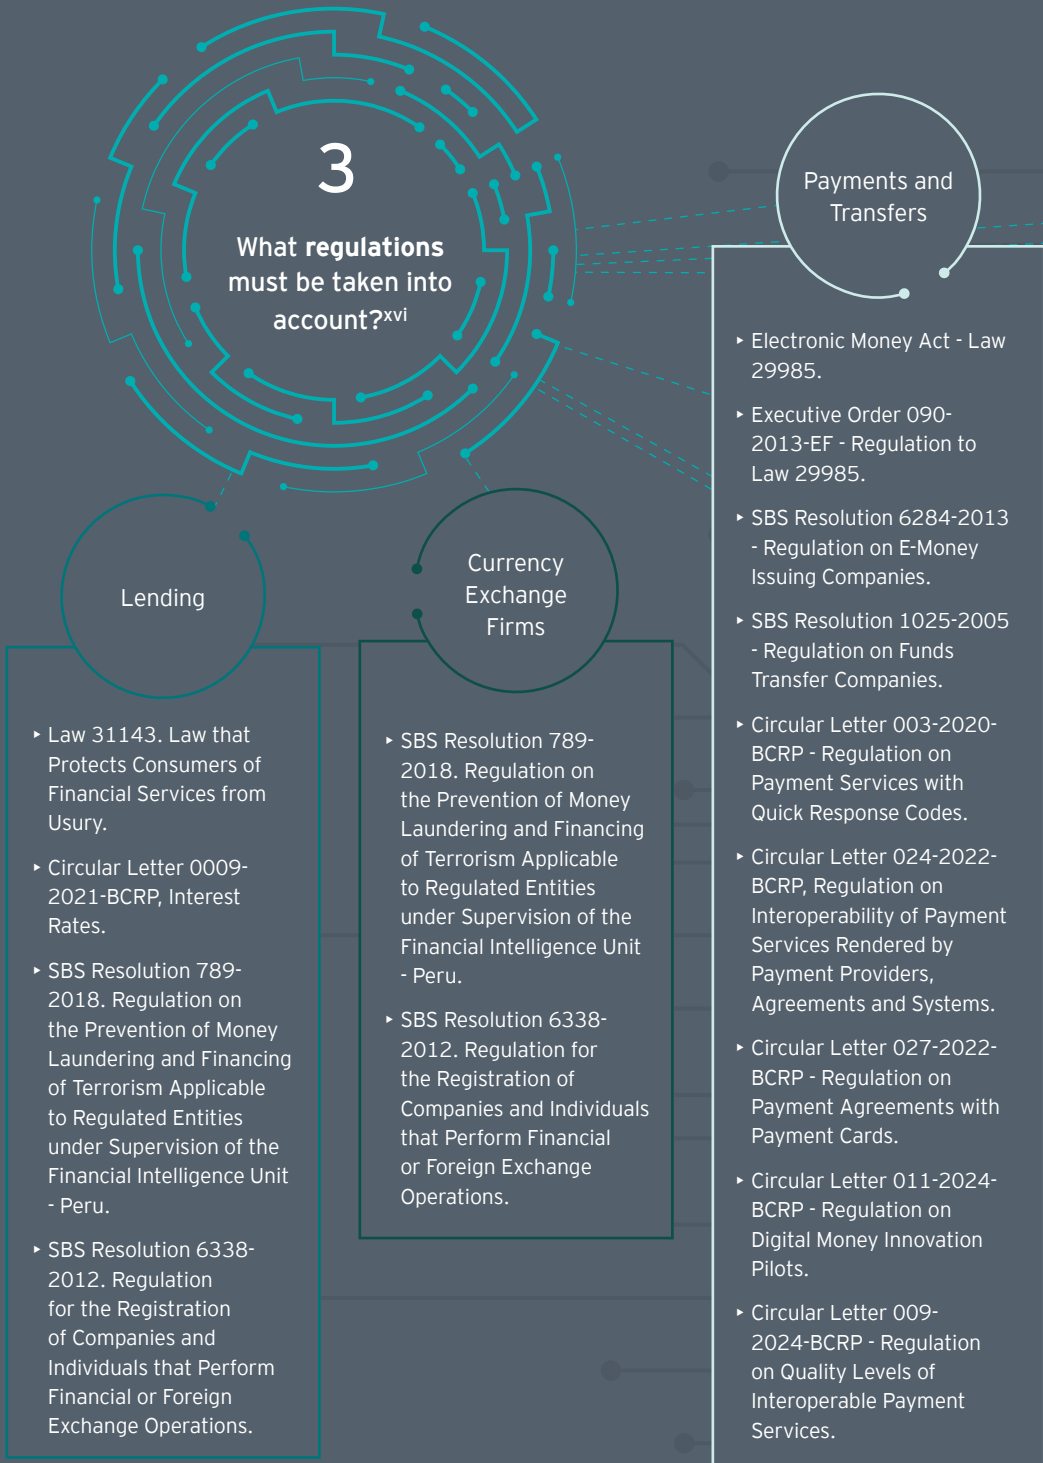 3
What regulations
must be taken into
account?xvi
Lending
‣ Law 31143. Law that
Protects Consumers of
Financial Services from
Usury.
‣ Circular Letter 0009-
2021-BCRP, Interest
Rates.
‣ SBS Resolution 789-
2018. Regulation on
the Prevention of Money
Laundering and Financing
of Terrorism Applicable
to Regulated Entities
under Supervision of the
Financial Intelligence Unit
- Peru.
‣ SBS Resolution 6338-
2012. Regulation
for the Registration
of Companies and
Individuals that Perform
Financial or Foreign
Exchange Operations.
Currency
Exchange
Firms
‣ SBS Resolution 789-
2018. Regulation on
the Prevention of Money
Laundering and Financing
of Terrorism Applicable
to Regulated Entities
under Supervision of the
Financial Intelligence Unit
- Peru.
‣ SBS Resolution 6338-
2012. Regulation for
the Registration of
Companies and Individuals
that Perform Financial
or Foreign Exchange
Operations.
Payments and
Transfers
‣ Electronic Money Act - Law
29985.
‣ Executive Order 090-
2013-EF - Regulation to
Law 29985.
‣ SBS Resolution 6284-2013
- Regulation on E-Money
Issuing Companies.
‣ SBS Resolution 1025-2005
- Regulation on Funds
Transfer Companies.
‣ Circular Letter 003-2020-
BCRP - Regulation on
Payment Services with
Quick Response Codes.
‣ Circular Letter 024-2022-
BCRP, Regulation on
Interoperability of Payment
Services Rendered by
Payment Providers,
Agreements and Systems.
‣ Circular Letter 027-2022-
BCRP - Regulation on
Payment Agreements with
Payment Cards.
‣ Circular Letter 011-2024-
BCRP - Regulation on
Digital Money Innovation
Pilots.
‣ Circular Letter 009-
2024-BCRP - Regulation
on Quality Levels of
Interoperable Payment
Services.